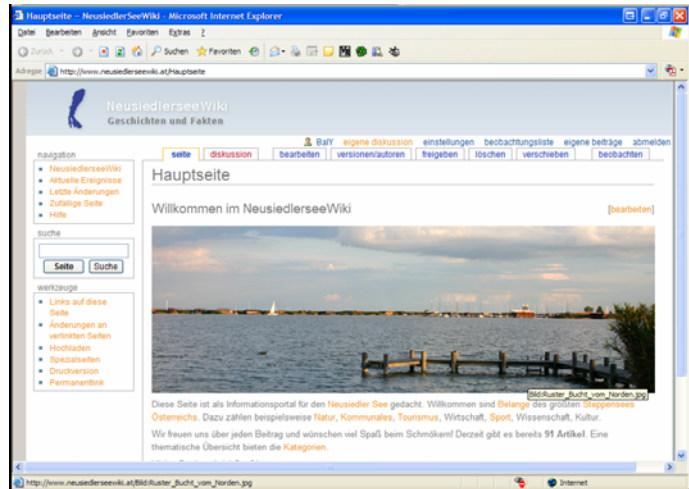 Hauptseite – NeusiedlerSeeWiki - Microsoft Internet Explorer
Datei Bearbeiten Ansicht Favoriten Extras ?
Zurück Suchen Favoriten
Adresse http://www.neusiedlerseewiki.at/Hauptseite
NeusiedlerseeWiki
Geschichten und Fakten
BalY eigene diskussion einstellungen beobachtungsliste eigene beiträge abmelden
seite diskussion bearbeiten versionen/autoren freigeben löschen verschieben beobachten
navigation
NeusiedlerseeWiki
Aktuelle Ereignisse
Letzte Änderungen
Zufällige Seite
Hilfe
suche
Seite Suche
werkzeuge
Links auf diese
Seite
Änderungen an
verlinkten Seiten
Hochladen
Spezialseiten
Druckversion
Permanentlink
Hauptseite
Willkommen im NeusiedlerseeWiki [bearbeiten]
Bild:Ruster_Bucht_vom_Norden.jpg
Diese Seite ist als Informationsportal für den Neusiedler See gedacht. Willkommen sind Belange des größten Steppensees
Österreichs. Dazu zählen beispielsweise Natur, Kommunales, Tourismus, Wirtschaft, Sport, Wissenschaft, Kultur.
Wir freuen uns über jeden Beitrag und wünschen viel Spaß beim Schmökern! Derzeit gibt es bereits 91 Artikel. Eine
thematische Übersicht bieten die Kategorien.
http://www.neusiedlerseewiki.at/Bild:Ruster_Bucht_vom_Norden.jpg Internet